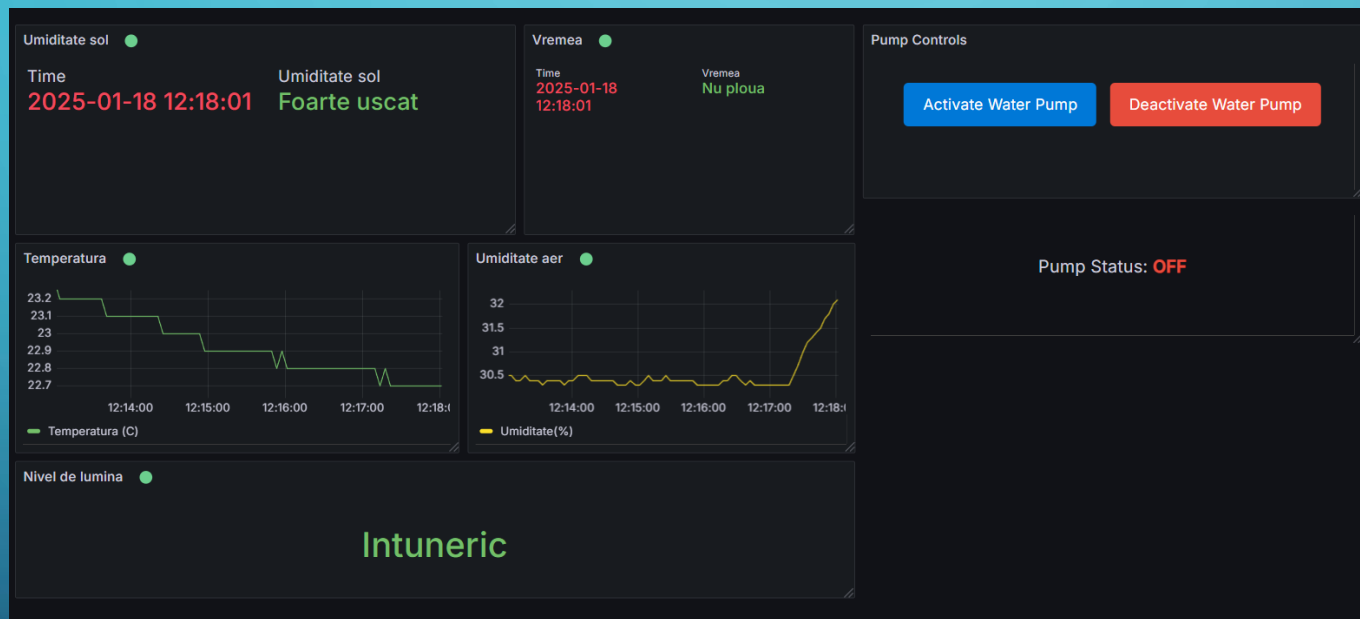 Umiditate sol
Time
2025-01-18 12:18:01
Umiditate sol
Foarte uscat
Vremea
Time
2025-01-18
12:18:01
Vremea
Nu ploua
Pump Controls
Activate Water Pump
Deactivate Water Pump
Pump Status: OFF
Temperatura
23.2
23.1
23
22.9
22.8
22.7
12:14:00 12:15:00 12:16:00 12:17:00 12:18:
Temperatura (C)
Umiditate aer
32
31.5
31
30.5
12:14:00 12:15:00 12:16:00 12:17:00 12:18:
Umiditate(%)
Nivel de lumina
Intuneric